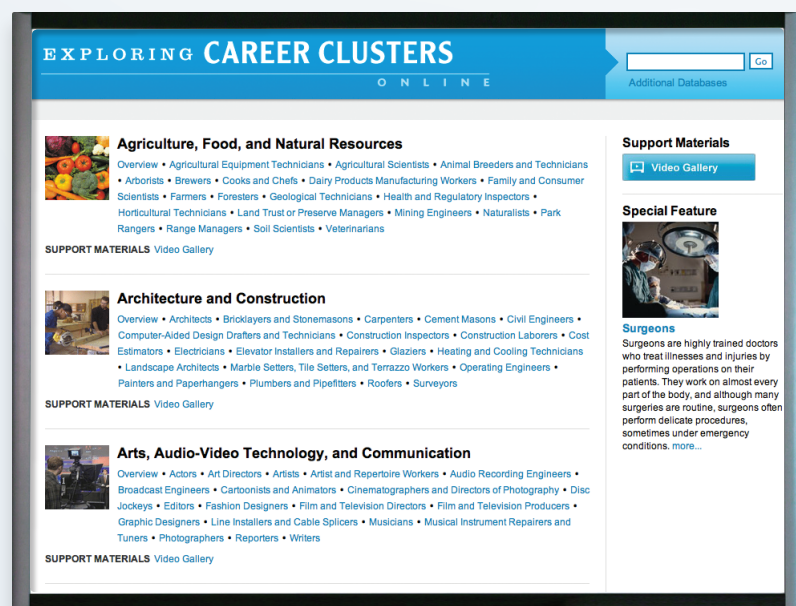 EXPLORING CAREER CLUSTERS
ONLINE
Go
Additional Databases
Agriculture, Food, and Natural Resources
Overview • Agricultural Equipment Technicians • Agricultural Scientists • Animal Breeders and Technicians
• Arborists • Brewers • Cooks and Chefs • Dairy Products Manufacturing Workers • Family and Consumer
Scientists • Farmers • Foresters • Geological Technicians • Health and Regulatory Inspectors •
Horticultural Technicians • Land Trust or Preserve Managers • Mining Engineers • Naturalists • Park
Rangers • Range Managers • Soil Scientists • Veterinarians
SUPPORT MATERIALS Video Gallery
Architecture and Construction
Overview • Architects • Bricklayers and Stonemasons • Carpenters • Cement Masons • Civil Engineers •
Computer-Aided Design Drafters and Technicians • Construction Inspectors • Construction Laborers • Cost
Estimators • Electricians • Elevator Installers and Repairers • Glaziers • Heating and Cooling Technicians
• Landscape Architects • Marble Setters, Tile Setters, and Terrazzo Workers • Operating Engineers •
Painters and Paperhangers • Plumbers and Pipefitters • Roofers • Surveyors
SUPPORT MATERIALS Video Gallery
Arts, Audio-Video Technology, and Communication
Overview • Actors • Art Directors • Artists • Artist and Repertoire Workers • Audio Recording Engineers •
Broadcast Engineers • Cartoonists and Animators • Cinematographers and Directors of Photography • Disc
Jockeys • Editors • Fashion Designers • Film and Television Directors • Film and Television Producers •
Graphic Designers • Line Installers and Cable Splicers • Musicians • Musical Instrument Repairers and
Tuners • Photographers • Reporters • Writers
SUPPORT MATERIALS Video Gallery
Support Materials
Video Gallery
Special Feature
Surgeons
Surgeons are highly trained doctors
who treat illnesses and injuries by
performing operations on their
patients. They work on almost every
part of the body, and although many
surgeries are routine, surgeons often
perform delicate procedures,
sometimes under emergency
conditions. more...